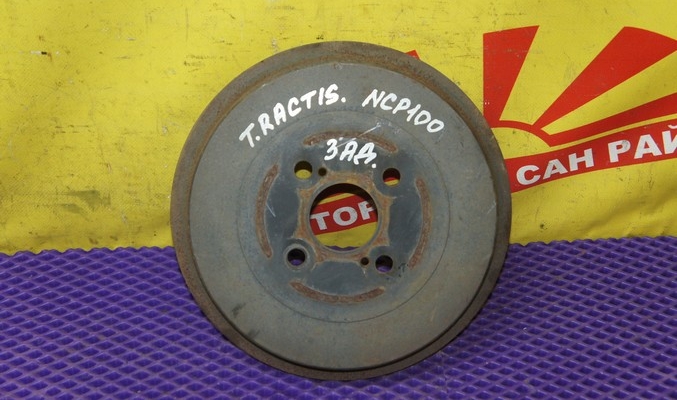 T.RACTIS. NCP100
ЗАД.
САН РАЙ
ТОР